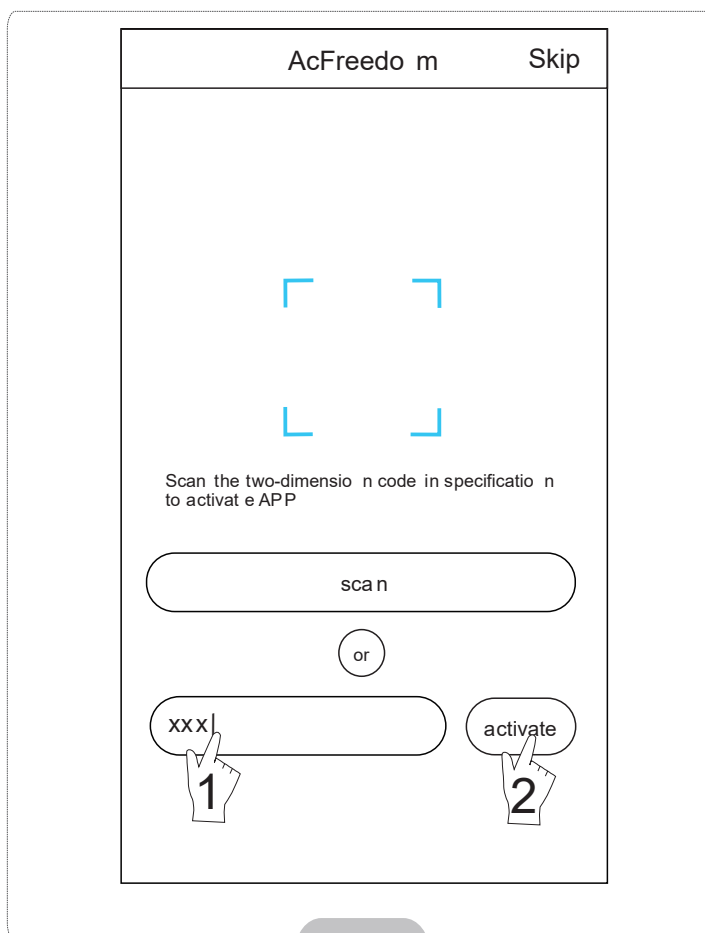 AcFreedo m Skip
Scan the two-dimensio n code in specificatio n
to activat e APP
sca n
or
xxx|
activate
1
2